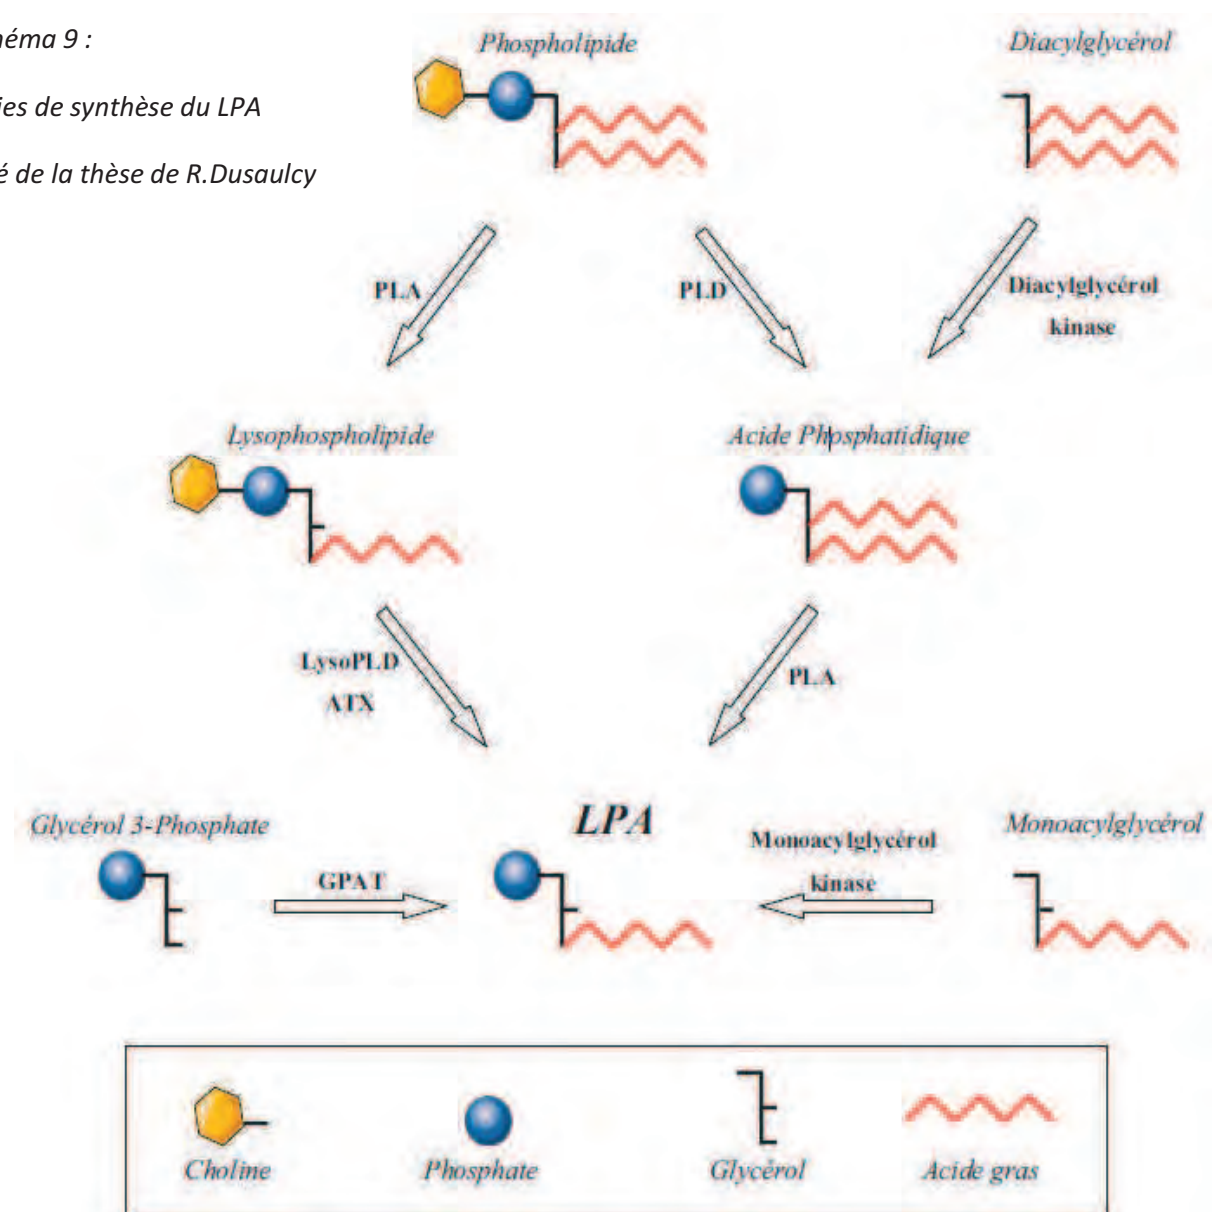 néma 9 :
ies de synthèse du LPA
é de la thèse de R.Dusaulcy
Phospholipide
Diacylglycérol
PLA
PLD
Diacylglycérol
kinase
Lysophospholipide
Acide Phosphatidique
LysoPLD
ATX
PLA
Glycérol 3-Phosphate
LPA
Monoacylglycérol
kinase
Monoacylglycérol
GPAT
Choline
Phosphate
Glycérol
Acide gras